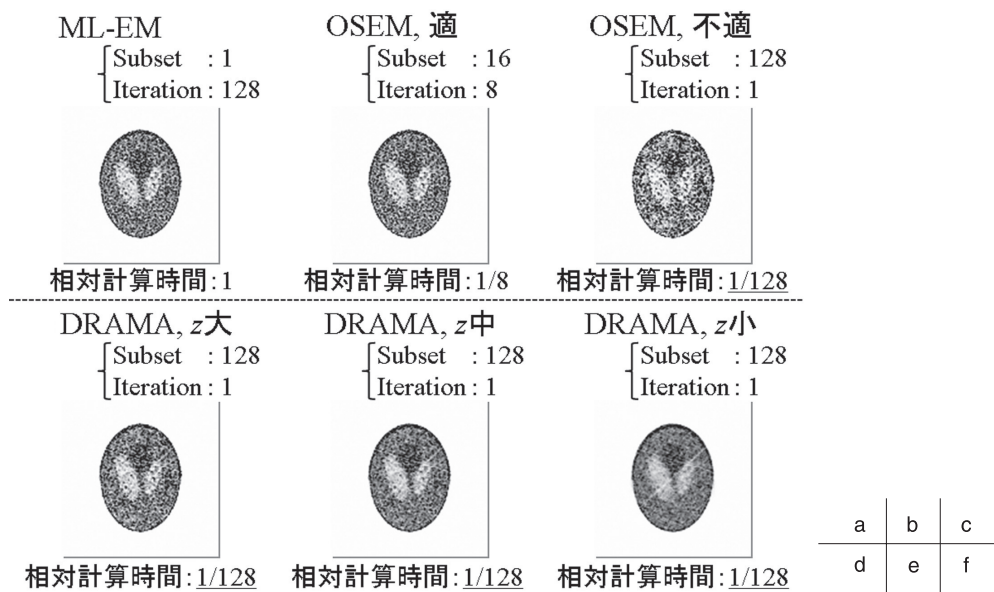 ML-EM
Subset : 1
Iteration : 128
相対計算時間:1
OSEM, 適
Subset : 16
Iteration : 8
相対計算時間:1/8
OSEM, 不適
Subset : 128
Iteration : 1
相対計算時間:1/128
DRAMA, z大
Subset : 128
Iteration : 1
相対計算時間:1/128
DRAMA, z中
Subset : 128
Iteration : 1
相対計算時間:1/128
DRAMA, z小
Subset : 128
Iteration : 1
相対計算時間:1/128
a b c
d e f